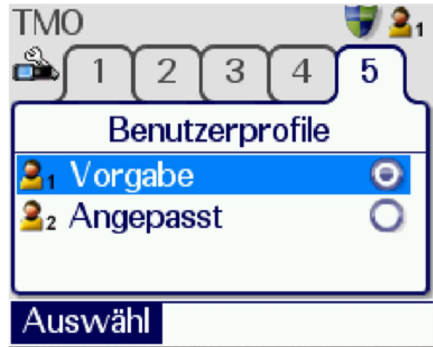 TMO 1
1 2 3 4 5
Benutzerprofile
1 Vorgabe
2 Angepasst
Auswähl